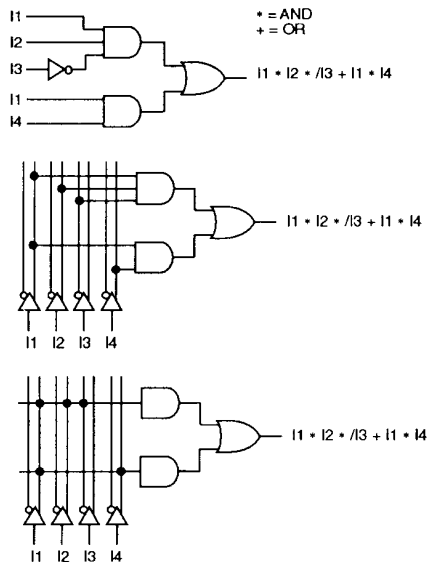 I1
* = AND
+ = OR
I2
I3
I1 * I2 * /I3 + I1 * I4
I1
I4
I1 * I2 * /I3 + I1 * I4
I1 I2 I3 I4
I1 * I2 * /I3 + I1 * I4
I1 I2 I3 I4